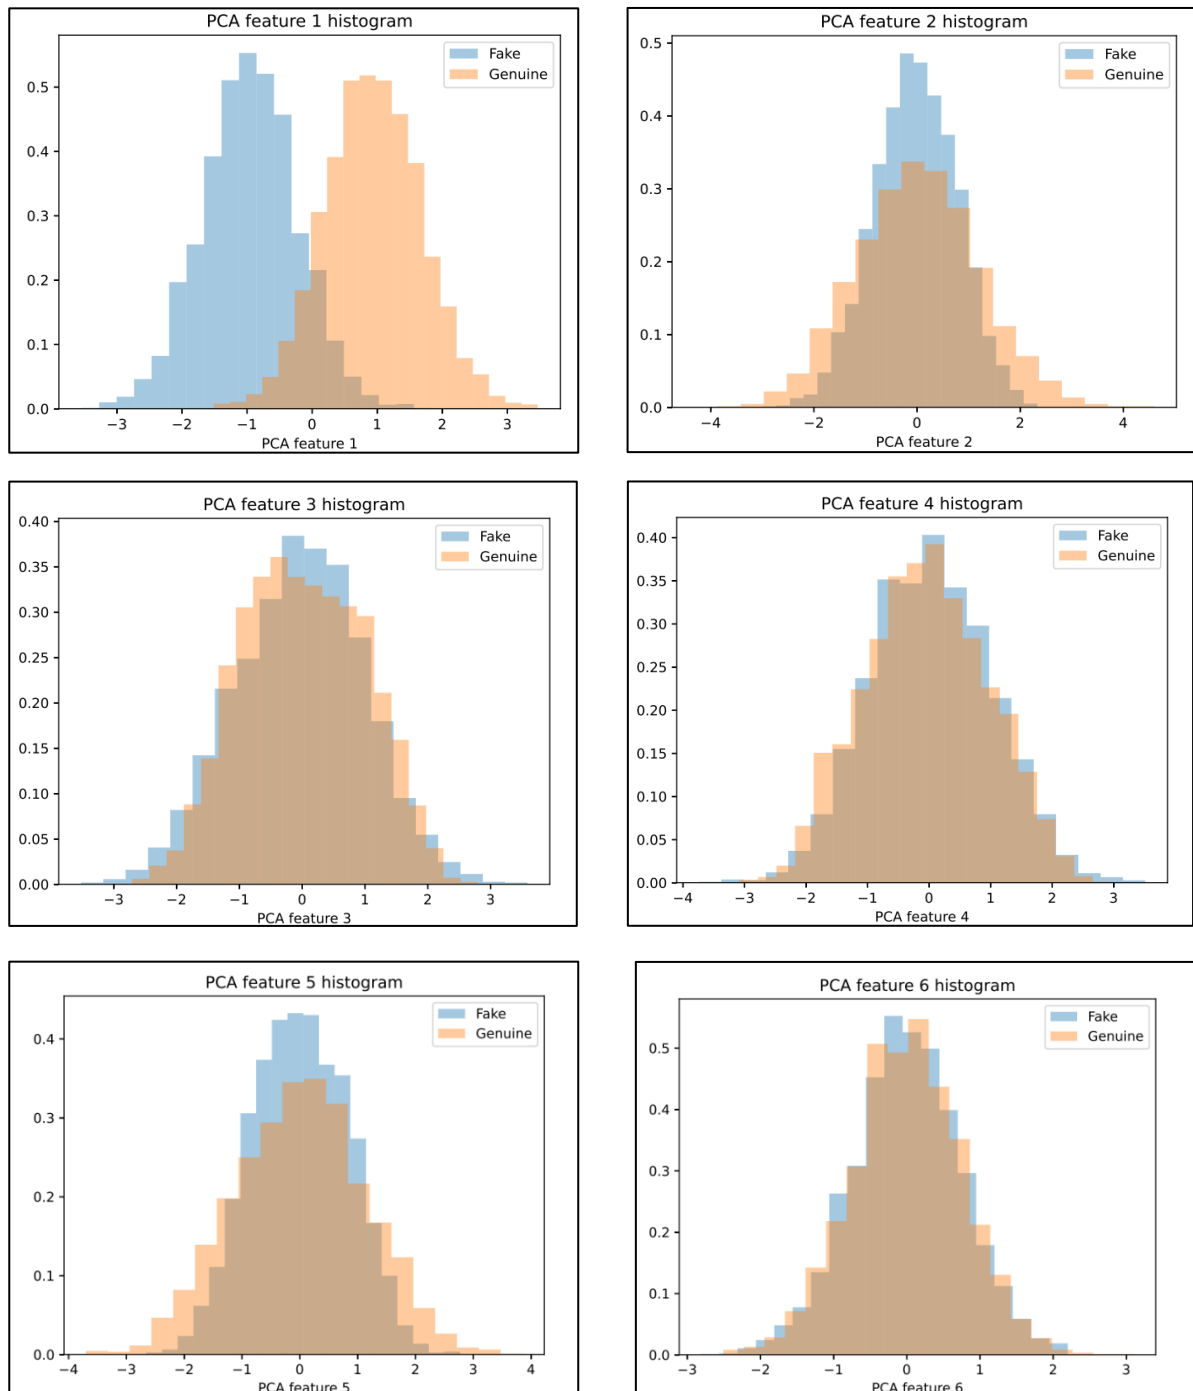 PCA feature 1 histogram
Fake
Genuine
0.5
0.4
0.3
0.2
0.1
0.0
−3 −2 −1 0 1 2 3
PCA feature 1
PCA feature 2 histogram
Fake
Genuine
0.5
0.4
0.3
0.2
0.1
0.0
−4 −2 0 2 4
PCA feature 2
PCA feature 3 histogram
Fake
Genuine
0.40
0.35
0.30
0.25
0.20
0.15
0.10
0.05
0.00
−3 −2 −1 0 1 2 3
PCA feature 3
PCA feature 4 histogram
Fake
Genuine
0.40
0.35
0.30
0.25
0.20
0.15
0.10
0.05
0.00
−4 −3 −2 −1 0 1 2 3
PCA feature 4
PCA feature 5 histogram
Fake
Genuine
0.4
0.3
0.2
0.1
0.0
−4 −3 −2 −1 0 1 2 3 4
PCA feature 5
PCA feature 6 histogram
Fake
Genuine
0.5
0.4
0.3
0.2
0.1
0.0
−3 −2 −1 0 1 2 3
PCA feature 6